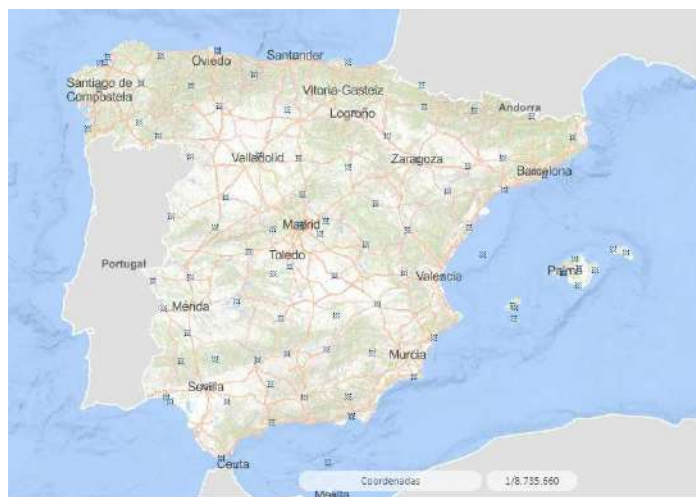 Oviedo
Santander
Santiago de
Compostela
Vitoria-Gasteiz
Logroño
Andorra
Valladolid
Zaragoza
Barcelona
Madrid
Portugal
Toledo
Palma
Valencia
Mérida
Murcia
Sevilla
Ceuta
Coordenadas
1/8.735.660
Melilla